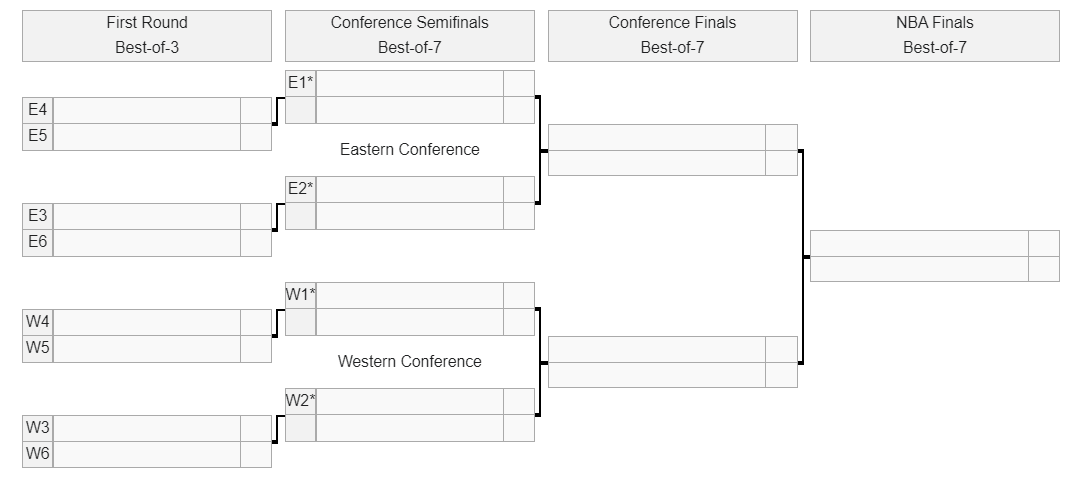 First Round
Best-of-3
Conference Semifinals
Best-of-7
Conference Finals
Best-of-7
NBA Finals
Best-of-7
E1*
E4
E5
Eastern Conference
E2*
E3
E6
W1*
W4
W5
Western Conference
W2*
W3
W6